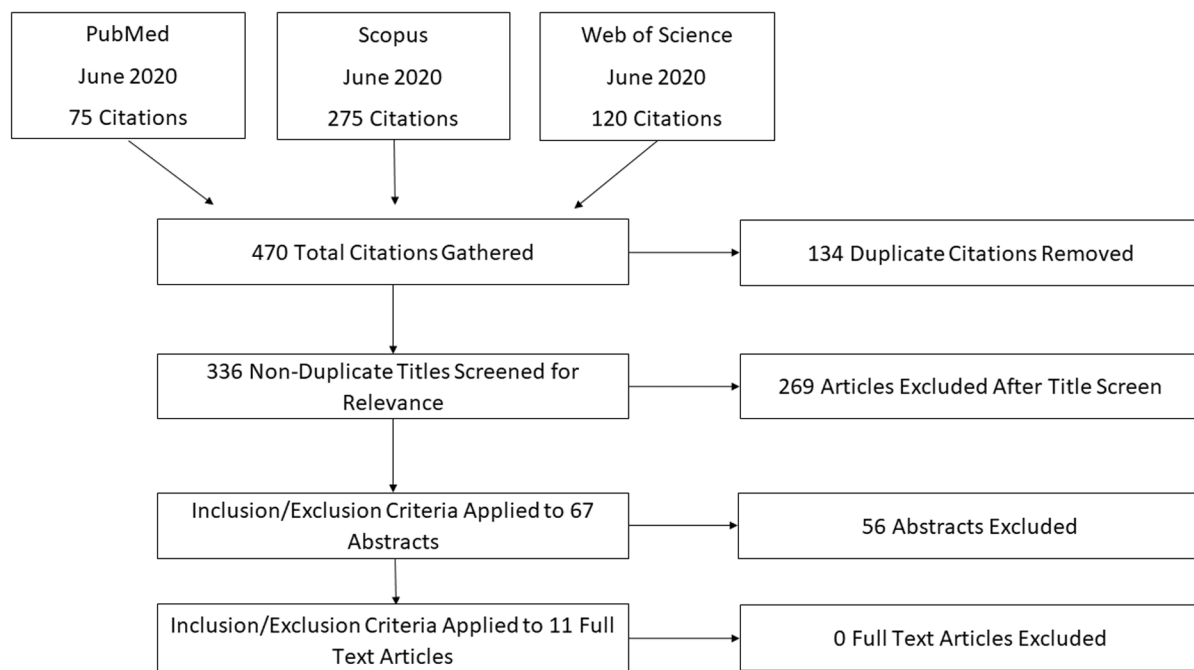 PubMed
June 2020
75 Citations
Scopus
June 2020
275 Citations
Web of Science
June 2020
120 Citations
470 Total Citations Gathered
134 Duplicate Citations Removed
336 Non-Duplicate Titles Screened for
Relevance
269 Articles Excluded After Title Screen
Inclusion/Exclusion Criteria Applied to 67
Abstracts
56 Abstracts Excluded
Inclusion/Exclusion Criteria Applied to 11 Full
Text Articles
0 Full Text Articles Excluded